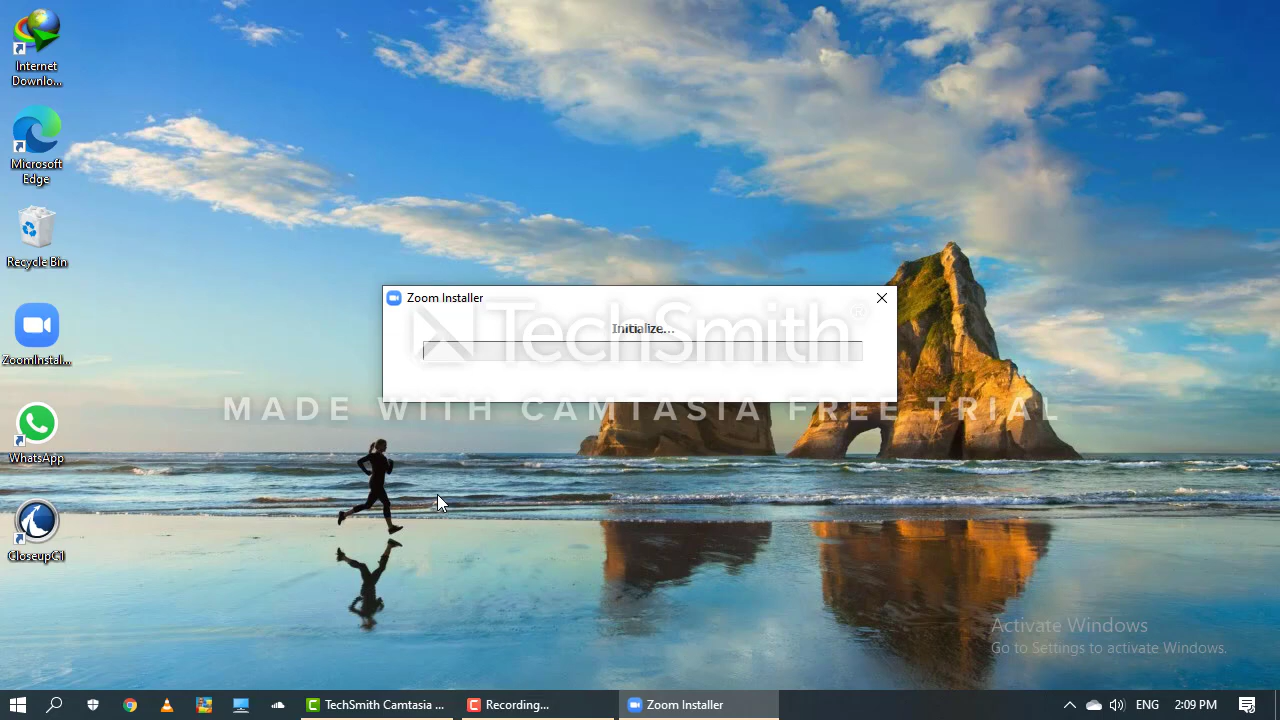 Internet
Downlo...
Microsoft
Edge
Recycle Bin
ZoomInstall...
WhatsApp
CloseupG1
Zoom Installer
Initialize...
TechSmith®
MADE WITH CAMTASIA FREE TRIAL
Activate Windows
Go to Settings to activate Windows.
TechSmith Camtasia ...
Recording...
Zoom Installer
ENG
2:09 PM